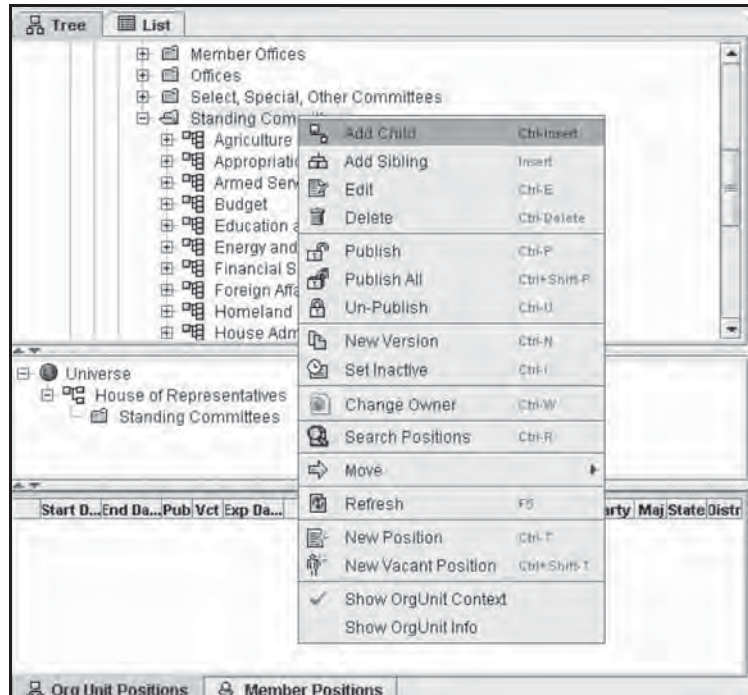 Tree List
Member Offices
Offices
Select, Special, Other Committees
Standing Com
Agriculture
Appropriatio
Armed Serv
Budget
Education a
Energy and
Financial S
Foreign Affa
Homeland
House Adm
Add Child Ctrl-Insert
Add Sibling Insert
Edit Ctrl-E
Delete Ctrl-Delete
Publish Ctrl-P
Publish All Ctrl+Shift-P
Un-Publish Ctrl-U
New Version Ctrl-N
Set Inactive Ctrl-I
Change Owner Ctrl-W
Search Positions Ctrl-R
Move
Refresh F5
New Position Ctrl-T
New Vacant Position Ctrl+Shift-T
Show OrgUnit Context
Show OrgUnit Info
Universe
House of Representatives
Standing Committees
Start D... End Da... Pub Vct Exp Da... arty Maj State Distr
Org Unit Positions Member Positions